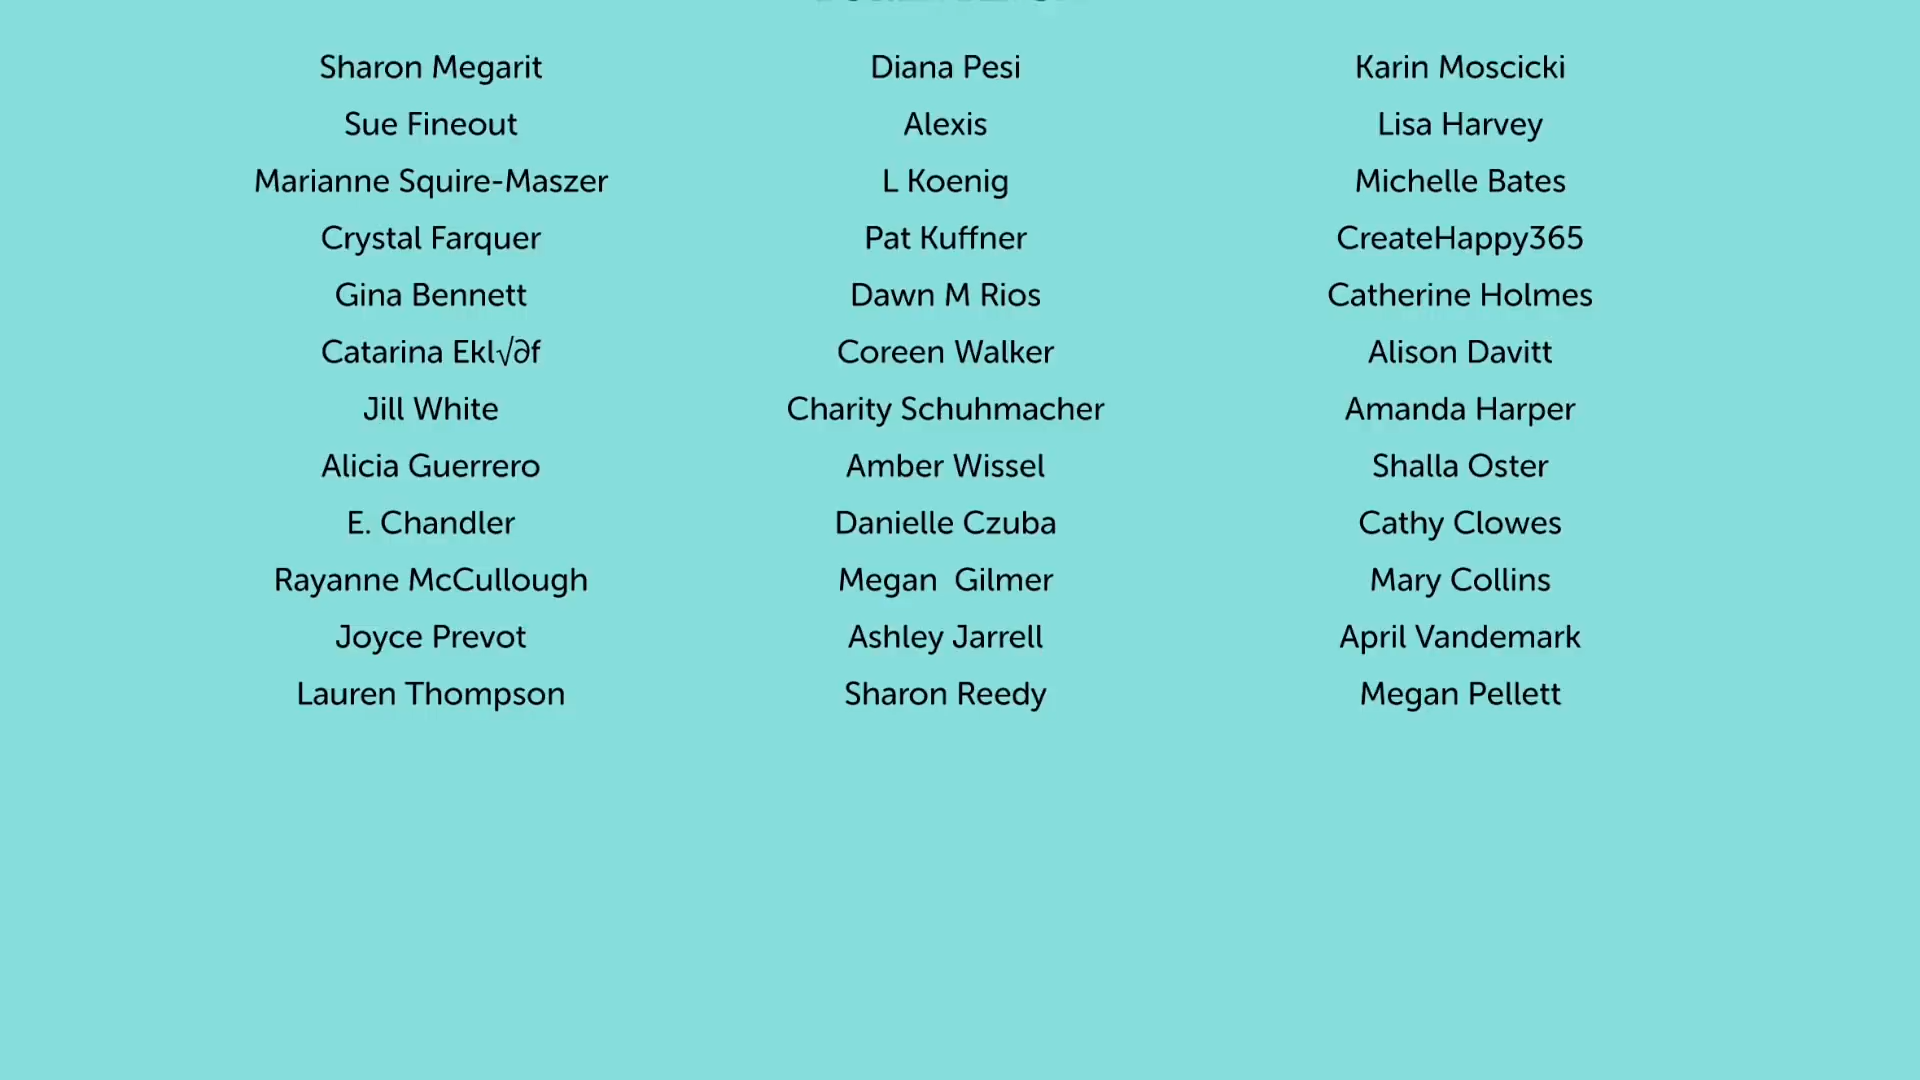 Sharon Megarit
Diana Pesi
Karin Moscicki
Sue Fineout
Alexis
Lisa Harvey
Marianne Squire-Maszer
L Koenig
Michelle Bates
Crystal Farquer
Pat Kuffner
CreateHappy365
Gina Bennett
Dawn M Rios
Catherine Holmes
Catarina Ekl√∂f
Coreen Walker
Alison Davitt
Jill White
Charity Schuhmacher
Amanda Harper
Alicia Guerrero
Amber Wissel
Shalla Oster
E. Chandler
Danielle Czuba
Cathy Clowes
Rayanne McCullough
Megan  Gilmer
Mary Collins
Joyce Prevot
Ashley Jarrell
April Vandemark
Lauren Thompson
Sharon Reedy
Megan Pellett